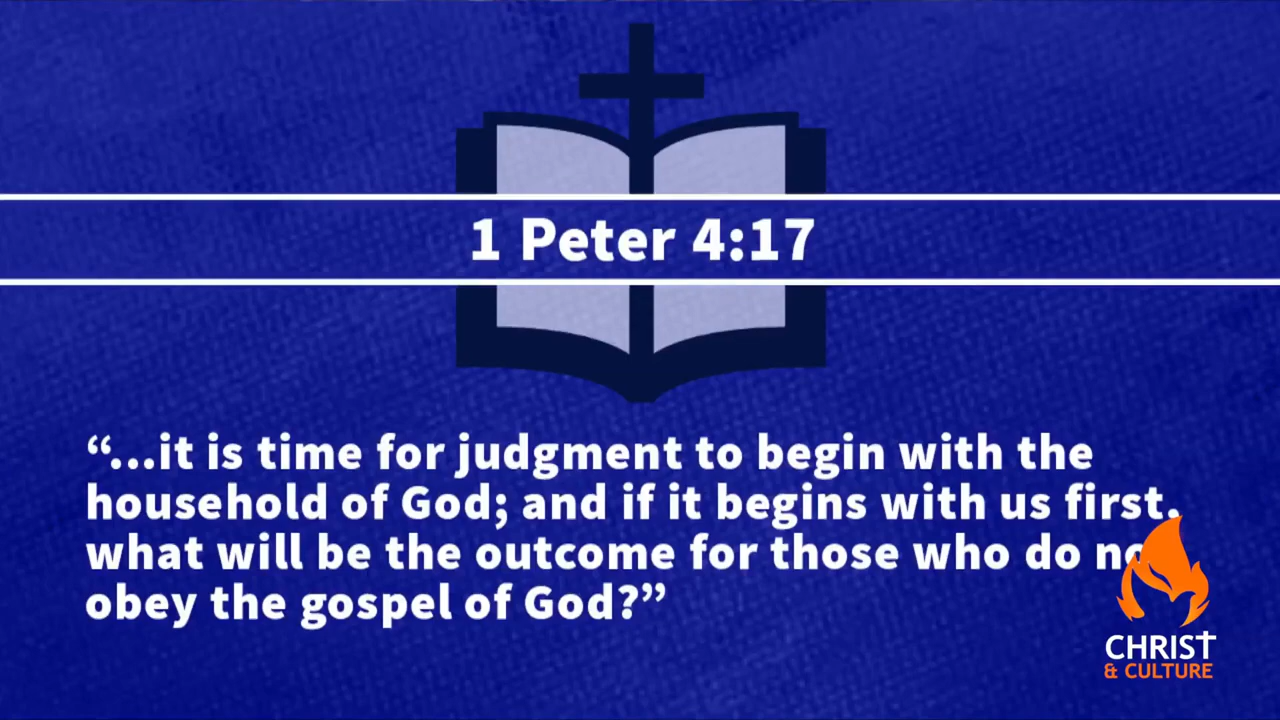 1 Peter 4:17
“...it is time for judgment to begin with the
household of God; and if it begins with us first,
what will be the outcome for those who do
obey the gospel of God?”
CHRIST
& CULTURE